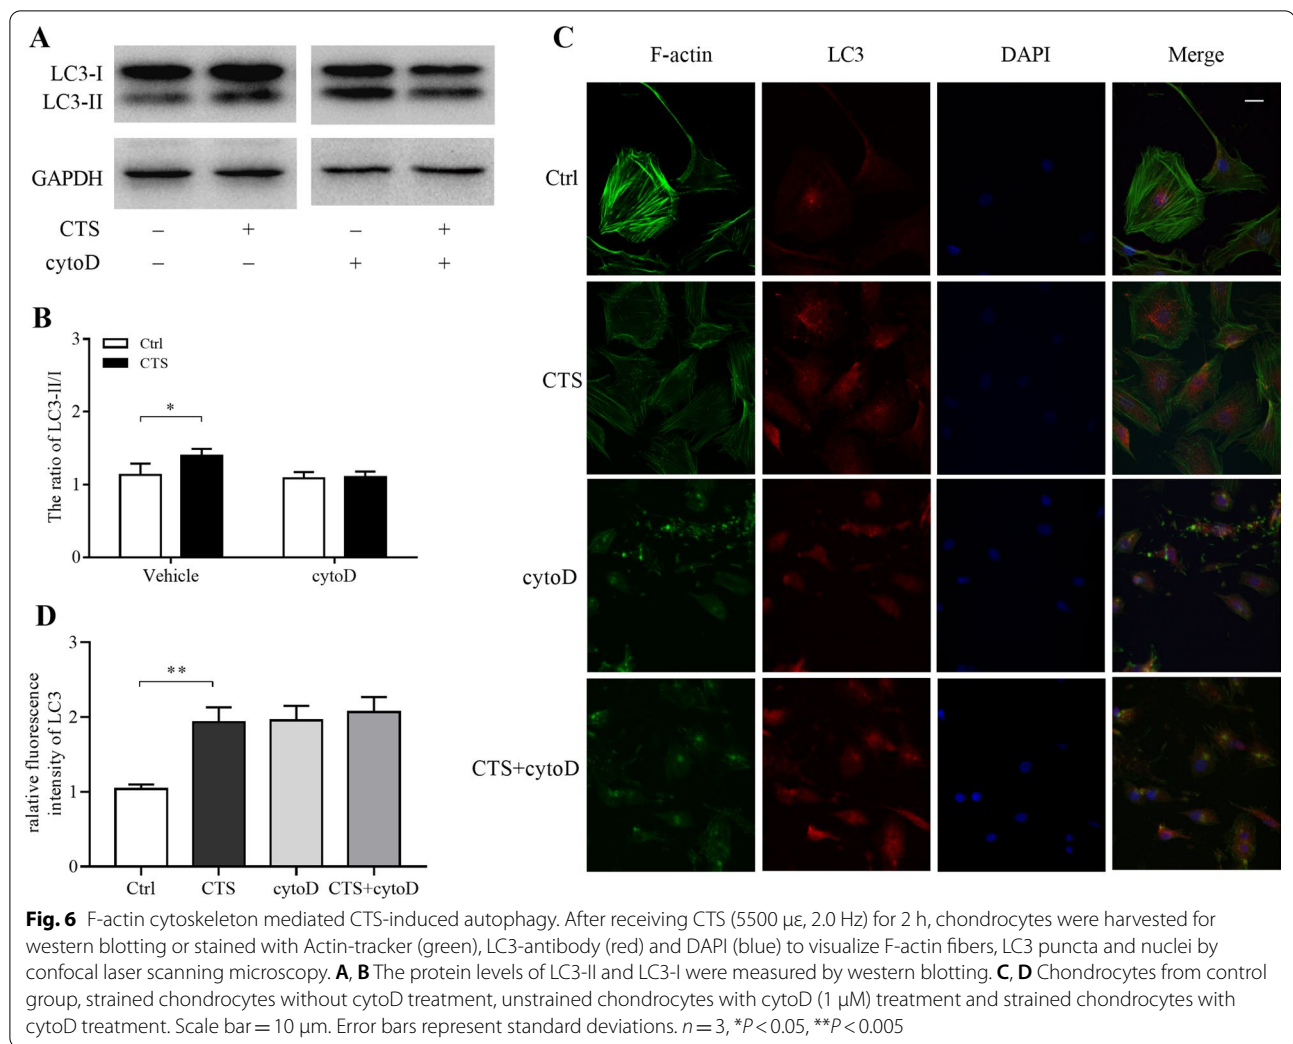 A
LC3-I
LC3-II
GAPDH
CTS – + – +
cytoD – – + +
B
The ratio of LC3-II/I
3
2
1
0
Ctrl
CTS
*
Vehicle cytoD
D
ralative fluorescence
intensity of LC3
3
2
1
0
**
Ctrl CTS cytoD CTS+cytoD
C
F-actin LC3 DAPI Merge
Ctrl
CTS
cytoD
CTS+cytoD
Fig. 6 F-actin cytoskeleton mediated CTS-induced autophagy. After receiving CTS (5500 με, 2.0 Hz) for 2 h, chondrocytes were harvested for
western blotting or stained with Actin-tracker (green), LC3-antibody (red) and DAPI (blue) to visualize F-actin fibers, LC3 puncta and nuclei by
confocal laser scanning microscopy. A, B The protein levels of LC3-II and LC3-I were measured by western blotting. C, D Chondrocytes from control
group, strained chondrocytes without cytoD treatment, unstrained chondrocytes with cytoD (1 μM) treatment and strained chondrocytes with
cytoD treatment. Scale bar = 10 μm. Error bars represent standard deviations. n = 3, *P < 0.05, **P < 0.005